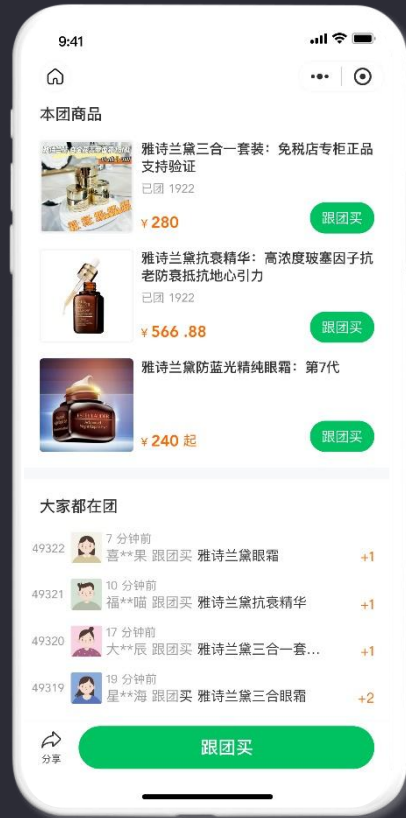 9:41
本团商品
雅诗兰黛三合一套装：免税店专柜正品
支持验证
已团 1922
¥ 280
跟团买
雅诗兰黛抗衰精华：高浓度玻塞因子抗
老防衰抵抗地心引力
已团 1922
¥ 566 .88
跟团买
雅诗兰黛防蓝光精纯眼霜：第7代
¥ 240 起
跟团买
大家都在团
7 分钟前
49322 喜**果 跟团买 雅诗兰黛眼霜 +1
10 分钟前
49321 福**喵 跟团买 雅诗兰黛抗衰精华 +1
17 分钟前
49320 大**辰 跟团买 雅诗兰黛三合一套... +1
19 分钟前
49319 星**海 跟团买 雅诗兰黛三合眼霜 +2
分享
跟团买